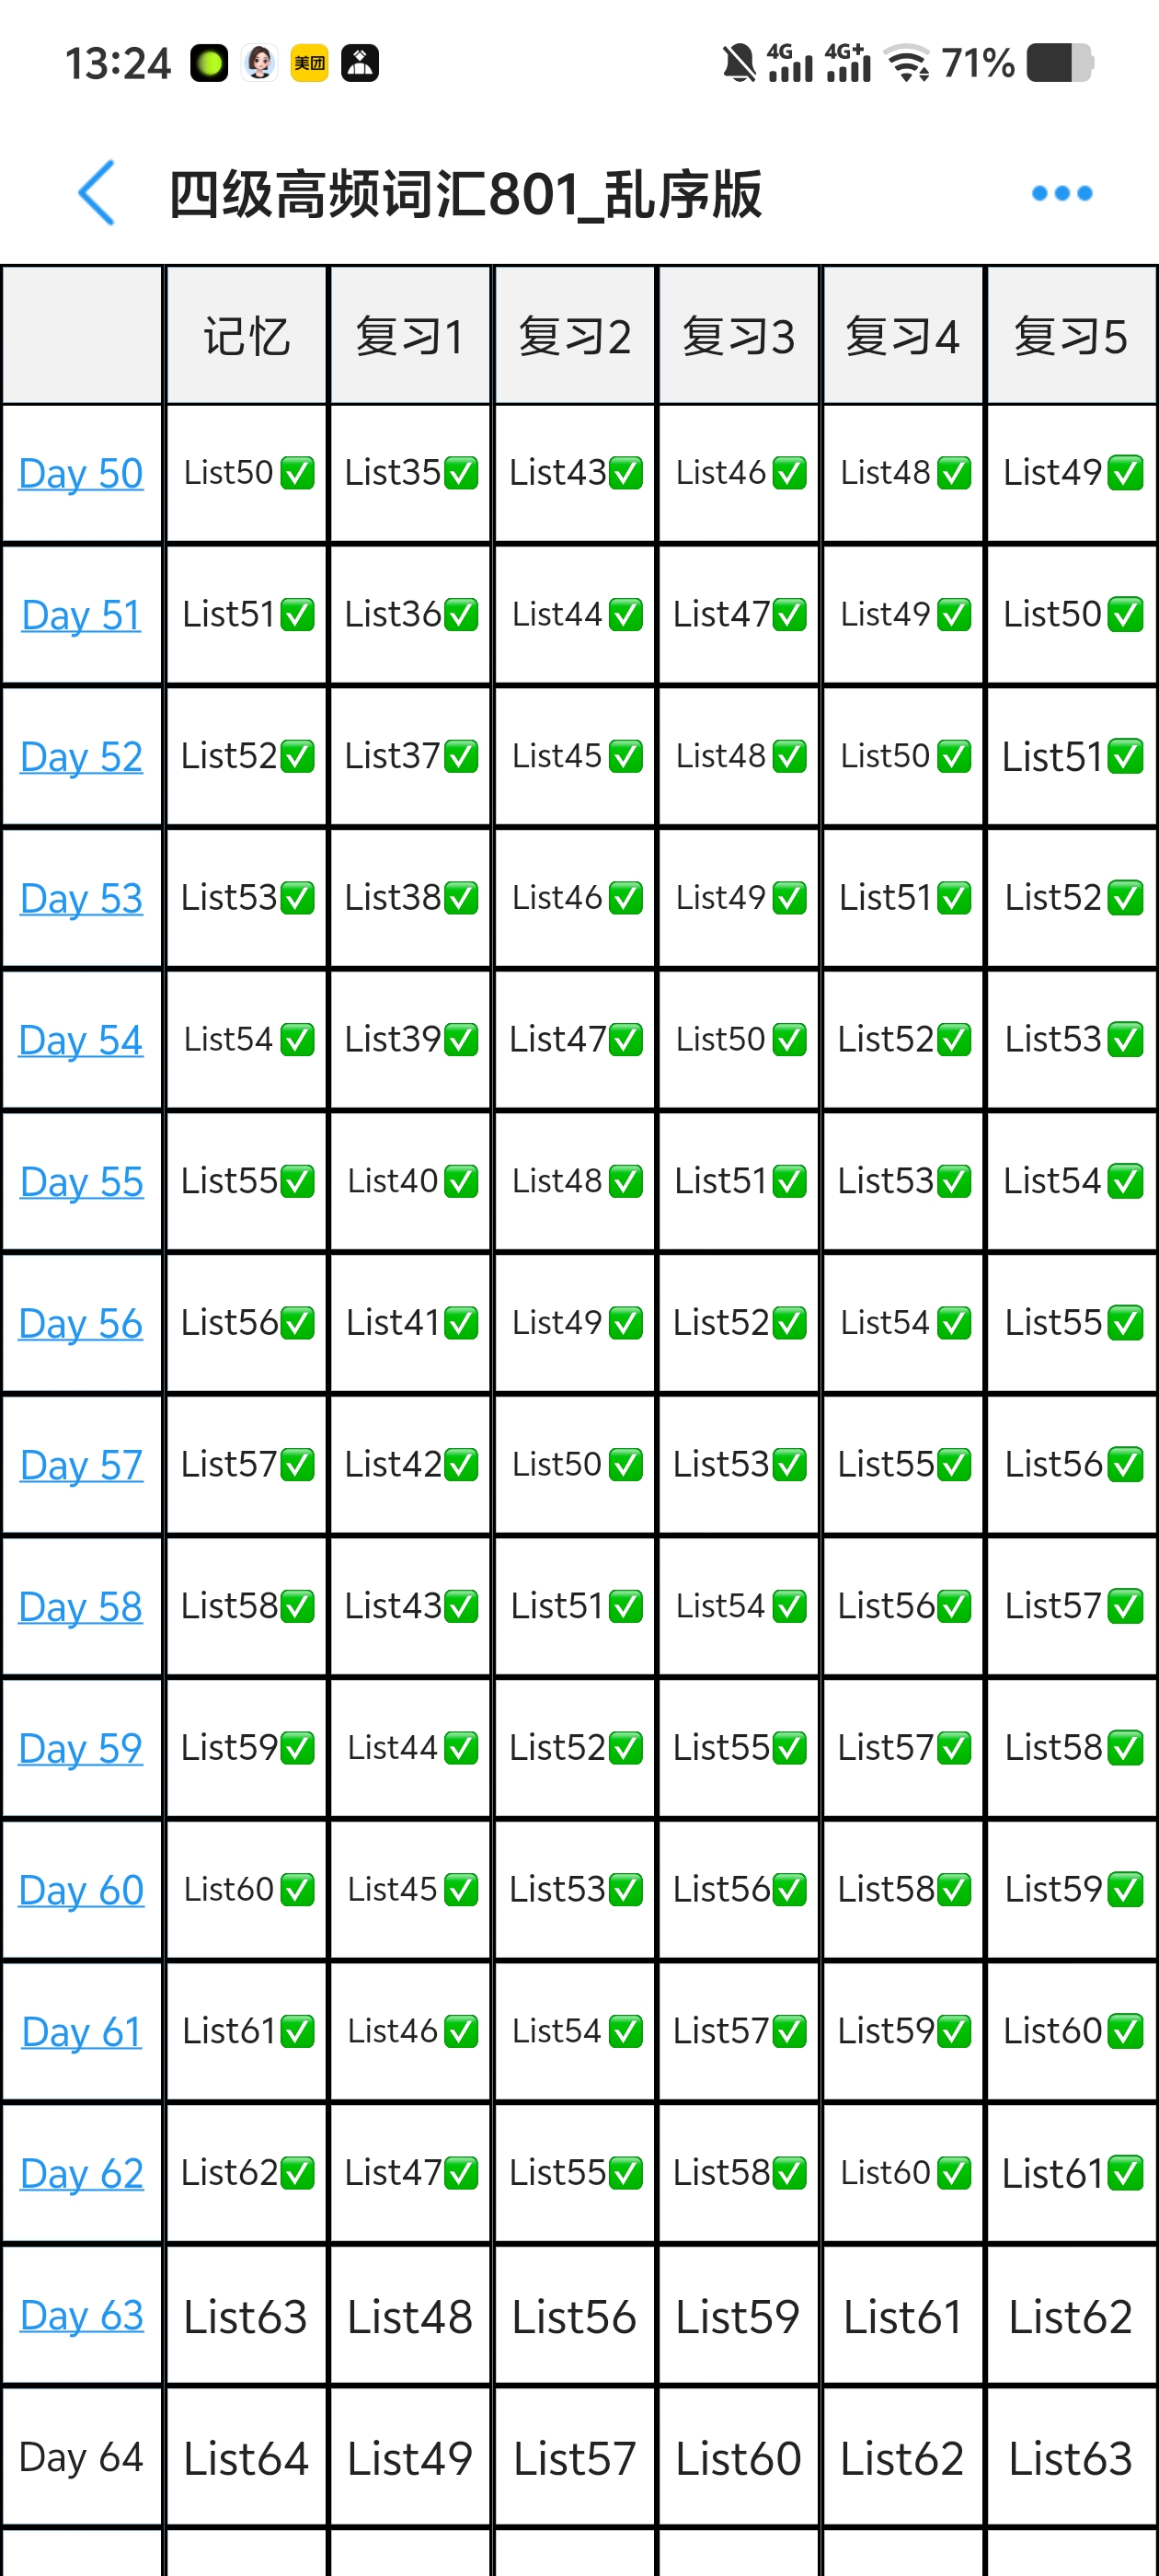 13:24 美团 4G 4G+ 71%
四级高频词汇801_乱序版
记忆 复习1 复习2 复习3 复习4 复习5
Day 50 List50✅ List35✅ List43✅ List46✅ List48✅ List49✅
Day 51 List51✅ List36✅ List44✅ List47✅ List49✅ List50✅
Day 52 List52✅ List37✅ List45✅ List48✅ List50✅ List51✅
Day 53 List53✅ List38✅ List46✅ List49✅ List51✅ List52✅
Day 54 List54✅ List39✅ List47✅ List50✅ List52✅ List53✅
Day 55 List55✅ List40✅ List48✅ List51✅ List53✅ List54✅
Day 56 List56✅ List41✅ List49✅ List52✅ List54✅ List55✅
Day 57 List57✅ List42✅ List50✅ List53✅ List55✅ List56✅
Day 58 List58✅ List43✅ List51✅ List54✅ List56✅ List57✅
Day 59 List59✅ List44✅ List52✅ List55✅ List57✅ List58✅
Day 60 List60✅ List45✅ List53✅ List56✅ List58✅ List59✅
Day 61 List61✅ List46✅ List54✅ List57✅ List59✅ List60✅
Day 62 List62✅ List47✅ List55✅ List58✅ List60✅ List61✅
Day 63 List63 List48 List56 List59 List61 List62
Day 64 List64 List49 List57 List60 List62 List63